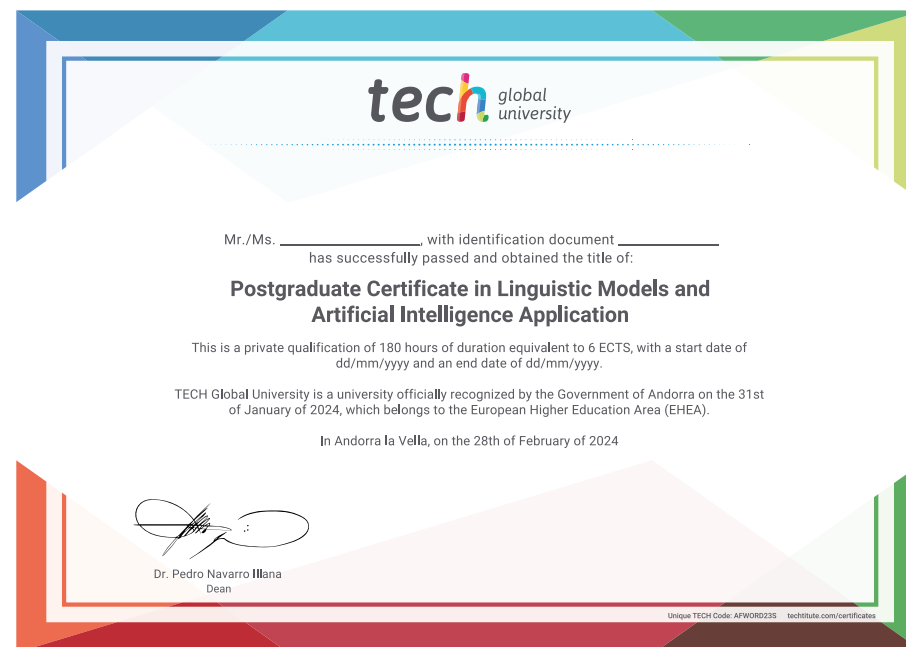 tech global university
Mr./Ms. ____________________, with identification document ______________
has successfully passed and obtained the title of:
Postgraduate Certificate in Linguistic Models and
Artificial Intelligence Application
This is a private qualification of 180 hours of duration equivalent to 6 ECTS, with a start date of
dd/mm/yyyy and an end date of dd/mm/yyyy.
TECH Global University is a university officially recognized by the Government of Andorra on the 31st
of January of 2024, which belongs to the European Higher Education Area (EHEA).
In Andorra la Vella, on the 28th of February of 2024
Dr. Pedro Navarro Illana
Dean
Unique TECH Code: AFWORD23S techtitute.com/certificates